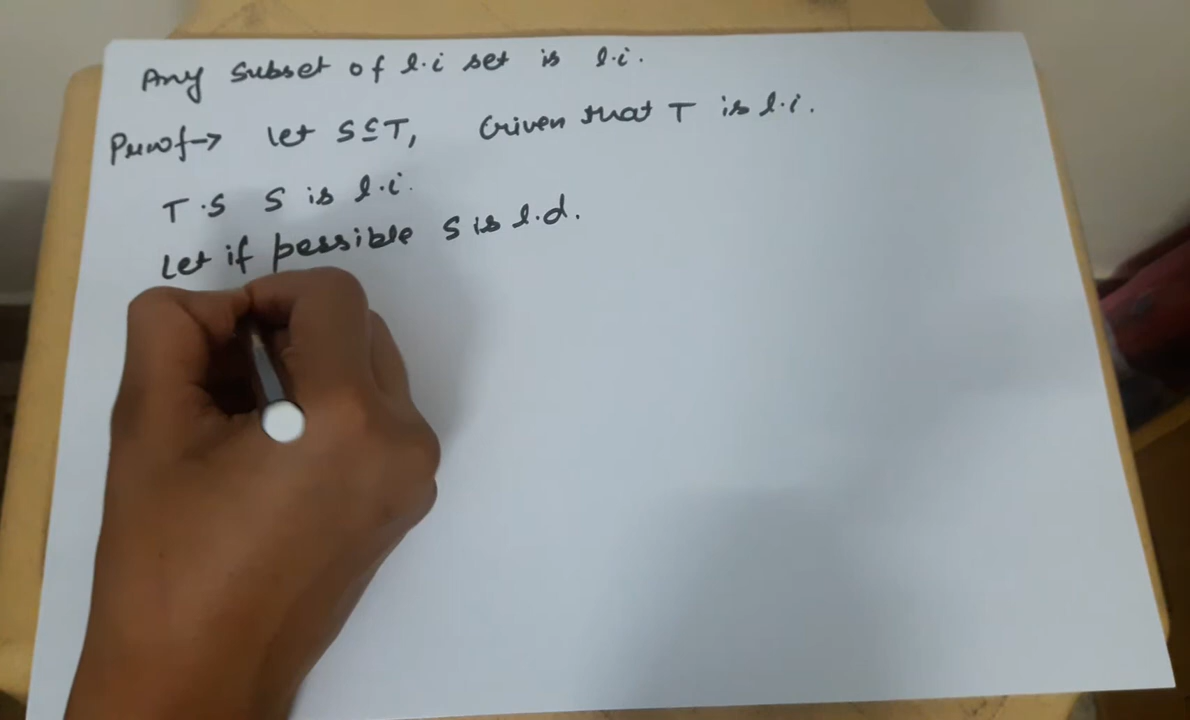 Any subset of l.i set is l.i.
Proof→ let S⊆T, Given that T is l.i.
T.S S is l.i.
Let if possible S is l.d.